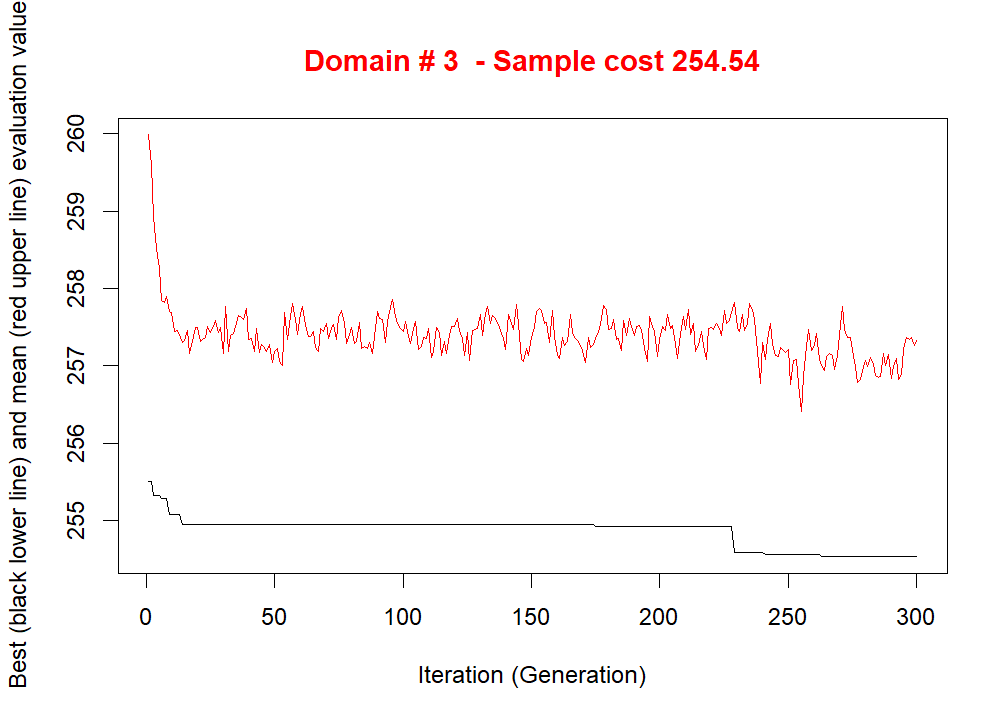 Domain # 3  - Sample cost 254.54
Best (black lower line) and mean (red upper line) evaluation value
260
259
258
257
256
255
0 50 100 150 200 250 300
Iteration (Generation)